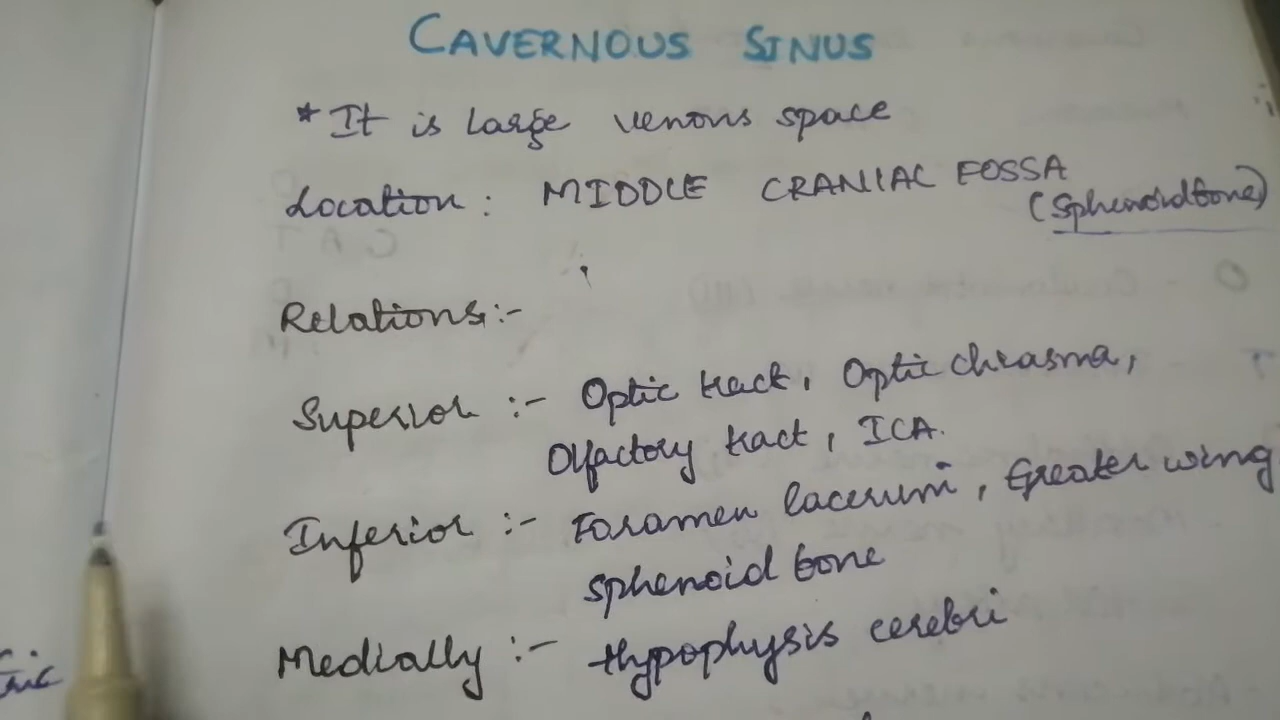 CAVERNOUS SINUS
* It is large venous space
Location : MIDDLE CRANIAL FOSSA
(Sphenoid bone)
Relations:-
Superior :- Optic tract, Optic chiasma,
Olfactory tract, ICA.
Inferior :- Foramen lacerum, Greater wing
sphenoid bone
Medially :- Hypophysis cerebri